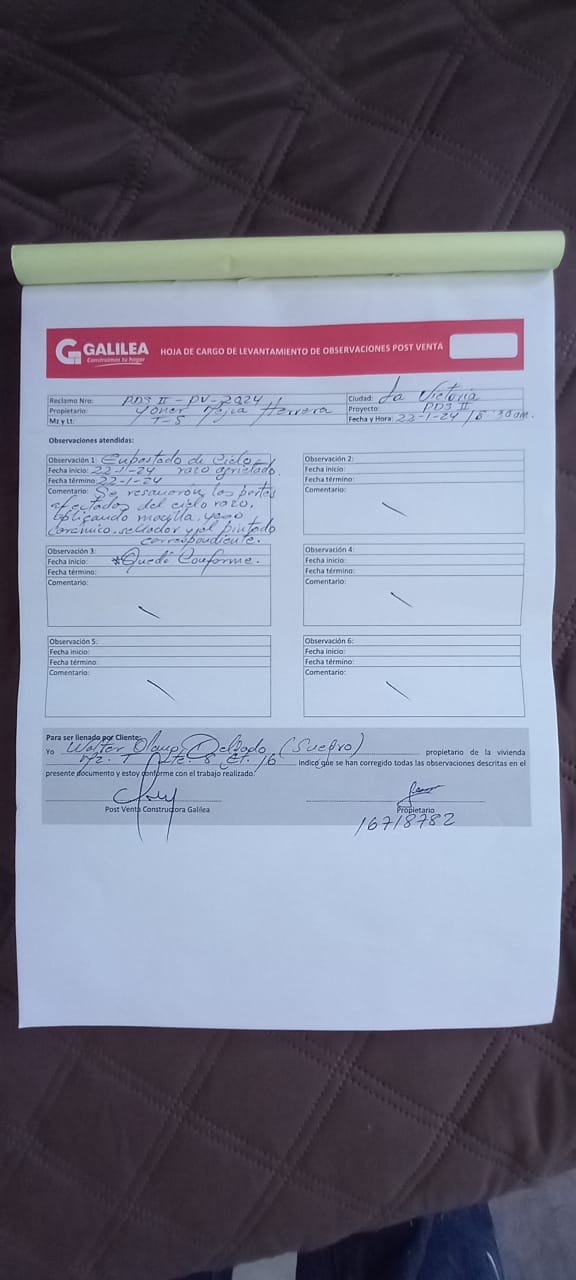 GALILEA
Construimos tu hogar
HOJA DE CARGO DE LEVANTAMIENTO DE OBSERVACIONES POST VENTA
Reclamo Nro: PDS II - PV - 2024 Ciudad: La Victoria
Propietario: Yoner Mejia Herrera Proyecto: PDS II
Mz y Lt: T-8 Fecha y Hora: 22-1-24 / 8:30 am.
Observaciones atendidas:
Observación 1: Empastado de Cielo
Fecha inicio: 22-1-24 razo agrietado.
Fecha término: 22-1-24
Comentario: Se resanaron las partes
afectadas del cielo razo,
aplicando masilla, yeso
ceramico, sellador y el pintado
correspondiente.
Observación 2:
Fecha inicio:
Fecha término:
Comentario:
Observación 3:
Fecha inicio: *Quedó Conforme.
Fecha término:
Comentario:
Observación 4:
Fecha inicio:
Fecha término:
Comentario:
Observación 5:
Fecha inicio:
Fecha término:
Comentario:
Observación 6:
Fecha inicio:
Fecha término:
Comentario:
Para ser llenado por Cliente:
Yo Walter Delgado (Suegro) propietario de la vivienda
Mz. T Lte. 8 Et. 16 Indico que se han corregido todas las observaciones descritas en el
presente documento y estoy conforme con el trabajo realizado.
Post Venta Constructora Galilea Propietario
16718782